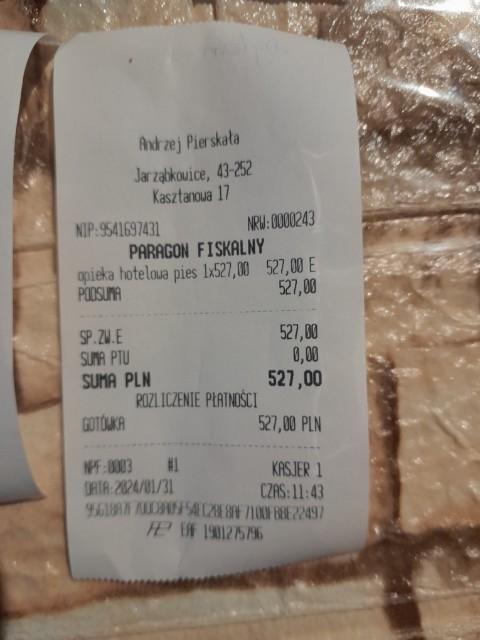 Andrzej Pierskała
Jarząbkowice, 43-252
Kasztanowa 17
NIP:9541697431 NRW:0000243
PARAGON FISKALNY
opieka hotelowa pies 1x527,00 527,00 E
PODSUMA 527,00
SP.ZW.E 527,00
SUMA PTU 0,00
SUMA PLN 527,00
ROZLICZENIE PŁATNOŚCI
GOTÓWKA 527,00 PLN
NPF:0003 #1 KASJER 1
DATA:2024/01/31 CZAS:11:43
EAF 1901275796